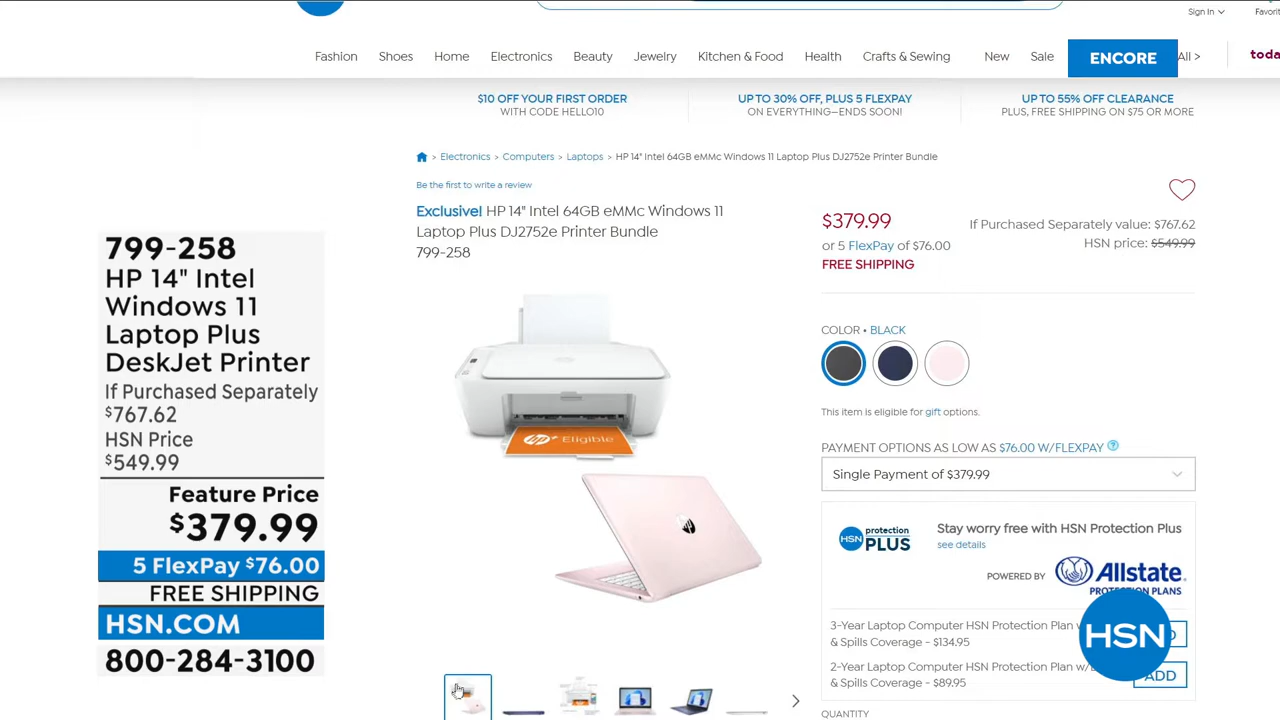 Sign In
Fashion Shoes Home Electronics Beauty Jewelry Kitchen & Food Health Crafts & Sewing New Sale ENCORE All >
$10 OFF YOUR FIRST ORDER
WITH CODE HELLO10
UP TO 30% OFF, PLUS 5 FLEXPAY
ON EVERYTHING—ENDS SOON!
UP TO 55% OFF CLEARANCE
PLUS, FREE SHIPPING ON $75 OR MORE
> Electronics > Computers > Laptops > HP 14" Intel 64GB eMMc Windows 11 Laptop Plus DJ2752e Printer Bundle
Be the first to write a review
Exclusive! HP 14" Intel 64GB eMMc Windows 11
Laptop Plus DJ2752e Printer Bundle
799-258
$379.99
or 5 FlexPay of $76.00
FREE SHIPPING
If Purchased Separately value: $767.62
HSN price: $549.99
799-258
HP 14" Intel
Windows 11
Laptop Plus
DeskJet Printer
If Purchased Separately
$767.62
HSN Price
$549.99
Feature Price
$379.99
5 FlexPay $76.00
FREE SHIPPING
HSN.COM
800-284-3100
hp+ Eligible
hp
COLOR • BLACK
This item is eligible for gift options.
PAYMENT OPTIONS AS LOW AS $76.00 W/FLEXPAY ?
Single Payment of $379.99
HSN protection PLUS
Stay worry free with HSN Protection Plus
see details
POWERED BY Allstate
PROTECTION PLANS
3-Year Laptop Computer HSN Protection Plan
& Spills Coverage - $134.95
2-Year Laptop Computer HSN Protection Plan
& Spills Coverage - $89.95
HSN
ADD
QUANTITY